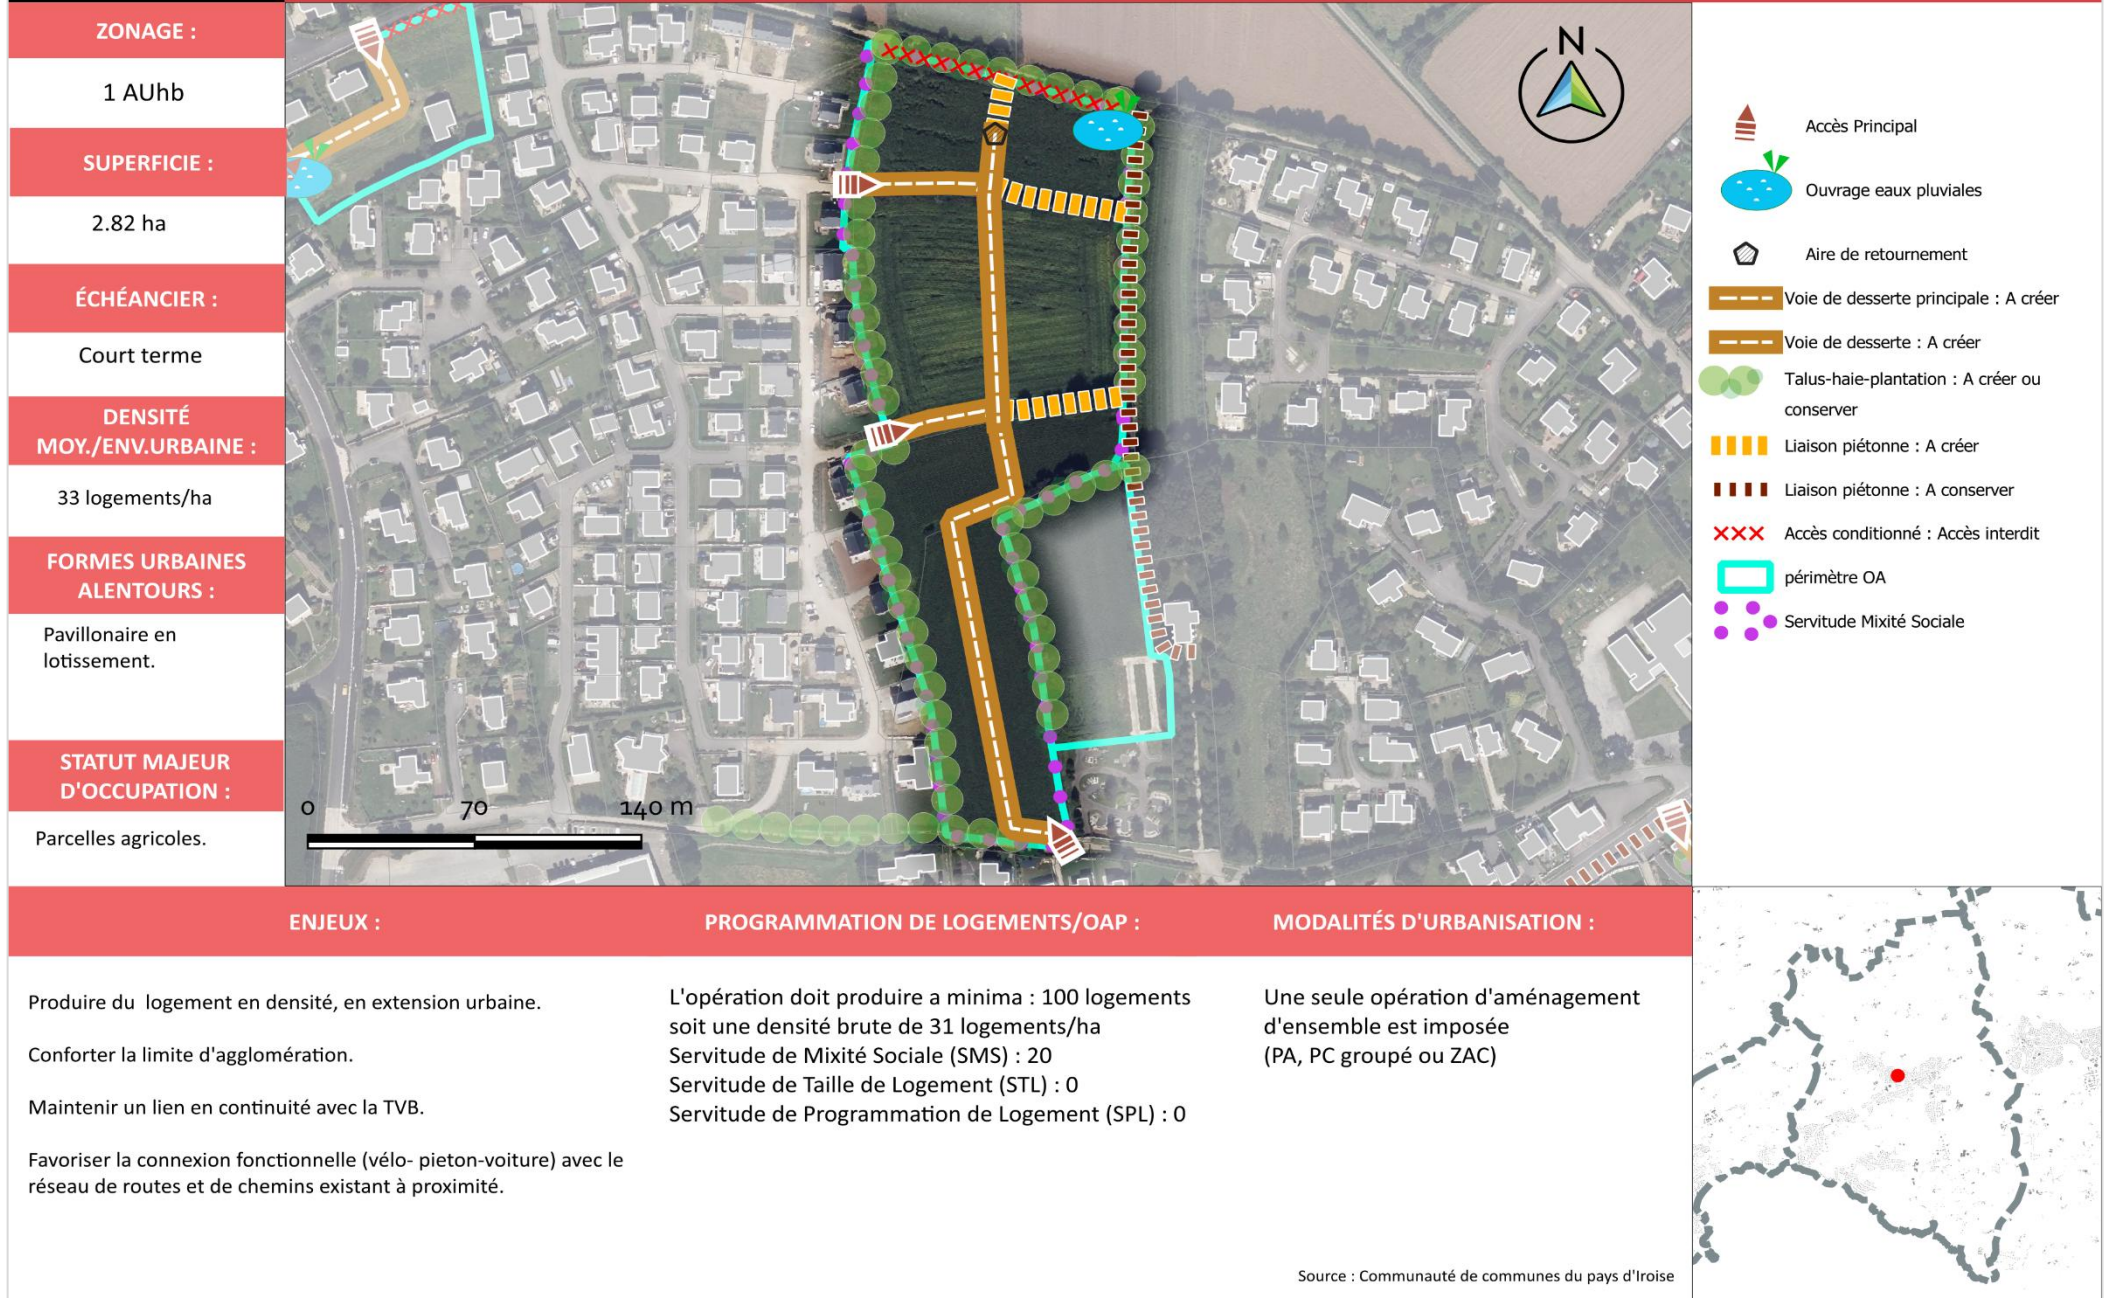 ZONAGE :
1 AUhb
SUPERFICIE :
2.82 ha
ÉCHÉANCIER :
Court terme
DENSITÉ
MOY./ENV.URBAINE :
33 logements/ha
FORMES URBAINES
ALENTOURS :
Pavillonaire en
lotissement.
STATUT MAJEUR
D'OCCUPATION :
Parcelles agricoles.
N
0 70 140 m
Accès Principal
Ouvrage eaux pluviales
Aire de retournement
Voie de desserte principale : A créer
Voie de desserte : A créer
Talus-haie-plantation : A créer ou
conserver
Liaison piétonne : A créer
Liaison piétonne : A conserver
Accès conditionné : Accès interdit
périmètre OA
Servitude Mixité Sociale
ENJEUX :
Produire du  logement en densité, en extension urbaine.
Conforter la limite d'agglomération.
Maintenir un lien en continuité avec la TVB.
Favoriser la connexion fonctionnelle (vélo- pieton-voiture) avec le
réseau de routes et de chemins existant à proximité.
PROGRAMMATION DE LOGEMENTS/OAP :
L'opération doit produire a minima : 100 logements
soit une densité brute de 31 logements/ha
Servitude de Mixité Sociale (SMS) : 20
Servitude de Taille de Logement (STL) : 0
Servitude de Programmation de Logement (SPL) : 0
MODALITÉS D'URBANISATION :
Une seule opération d'aménagement
d'ensemble est imposée
(PA, PC groupé ou ZAC)
Source : Communauté de communes du pays d'Iroise